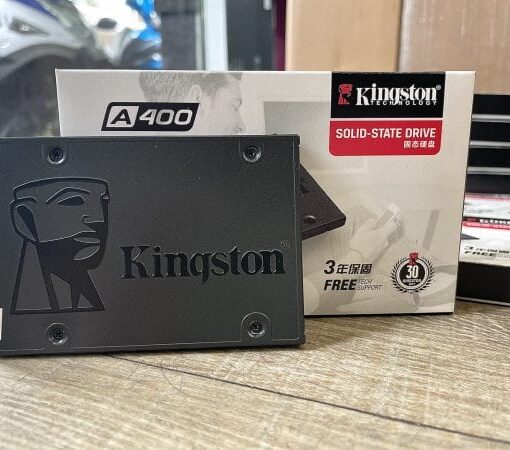 A400
Kingston
TECHNOLOGY
SOLID-STATE DRIVE
固态硬盘
Kingston
3年保固
FREE TECH SUPPORT
30
FREE